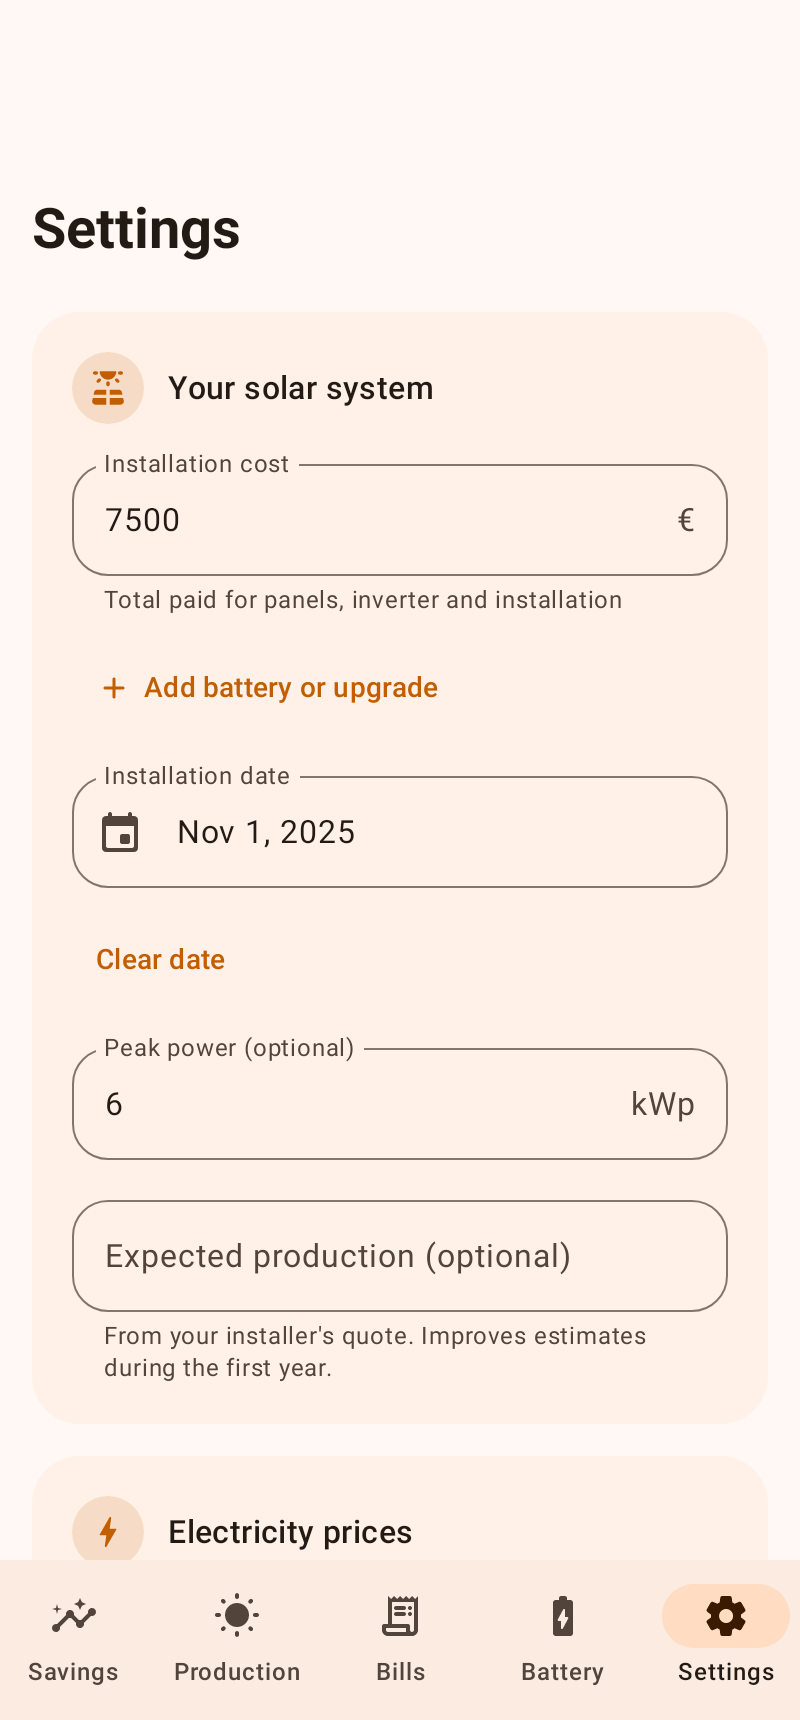 Settings
Your solar system
Installation cost
7500 €
Total paid for panels, inverter and installation
+ Add battery or upgrade
Installation date
Nov 1, 2025
Clear date
Peak power (optional)
6 kWp
Expected production (optional)
From your installer's quote. Improves estimates
during the first year.
Electricity prices
Savings Production Bills Battery Settings